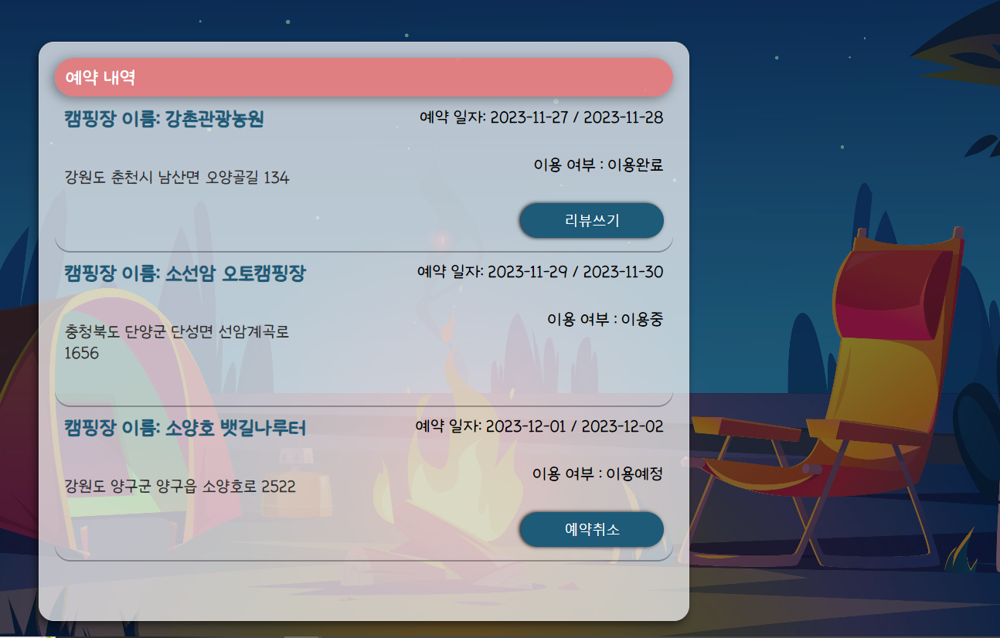 예약 내역
캠핑장 이름: 강촌관광농원
예약 일자: 2023-11-27 / 2023-11-28
이용 여부 : 이용완료
강원도 춘천시 남산면 오양골길 134
리뷰쓰기
캠핑장 이름: 소선암 오토캠핑장
예약 일자: 2023-11-29 / 2023-11-30
이용 여부 : 이용중
충청북도 단양군 단성면 선암계곡로
1656
캠핑장 이름: 소양호 뱃길나루터
예약 일자: 2023-12-01 / 2023-12-02
이용 여부 : 이용예정
강원도 양구군 양구읍 소양호로 2522
예약취소